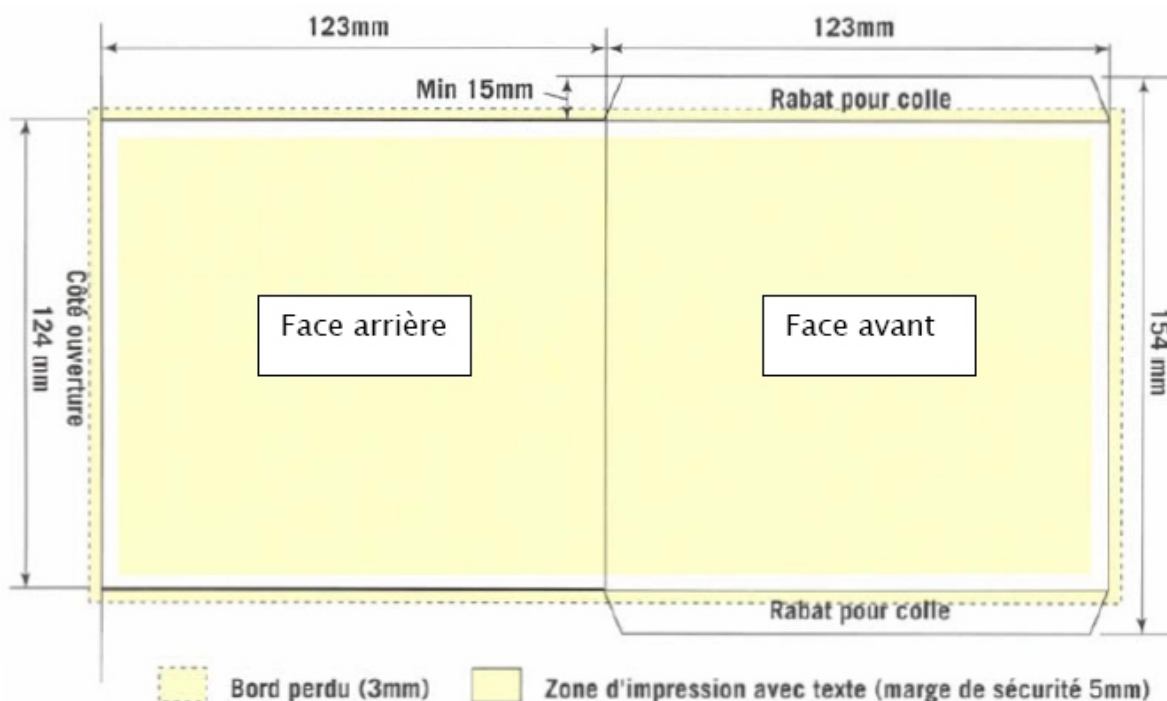 123mm
123mm
Min 15mm
Rabat pour colle
Côté ouverture
124 mm
Face arrière
Face avant
154 mm
Rabat pour colle
Bord perdu (3mm)
Zone d'impression avec texte (marge de sécurité 5mm)